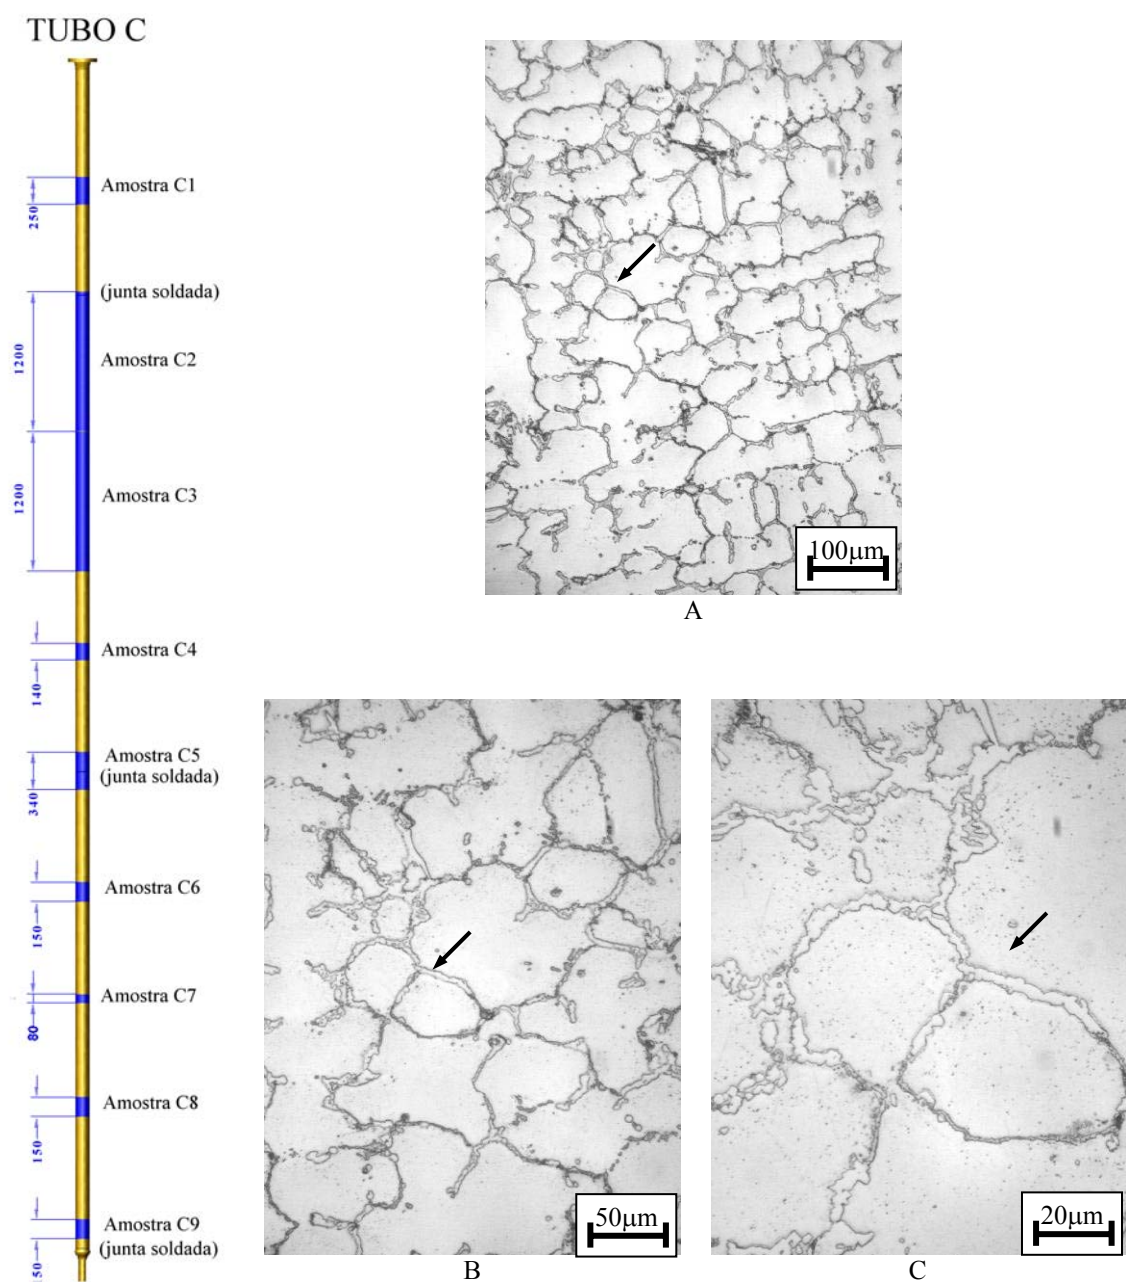 TUBO C
Amostra C1
250
(junta soldada)
1200
Amostra C2
1200
Amostra C3
Amostra C4
140
Amostra C5
(junta soldada)
340
Amostra C6
150
Amostra C7
80
Amostra C8
150
Amostra C9
(junta soldada)
100μm
A
50μm
B
20μm
C